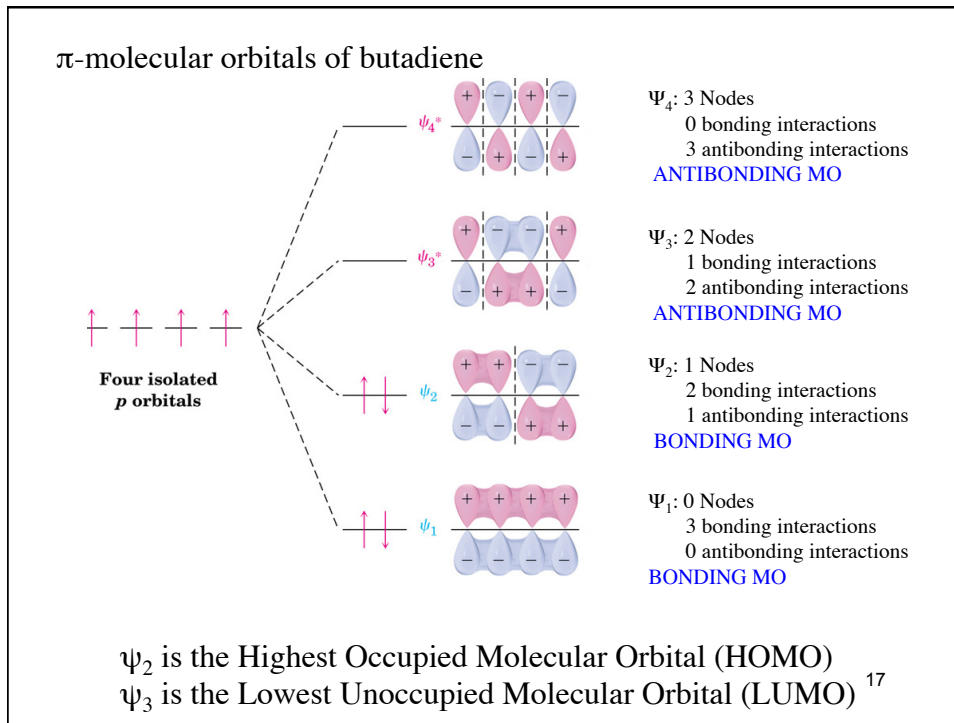 π-molecular orbitals of butadiene
ψ₄*
+ − + −
− + − +
Ψ₄: 3 Nodes
0 bonding interactions
3 antibonding interactions
ANTIBONDING MO
ψ₃*
+ − − +
− + + −
Ψ₃: 2 Nodes
1 bonding interactions
2 antibonding interactions
ANTIBONDING MO
Four isolated
p orbitals
ψ₂
+ + − −
− − + +
Ψ₂: 1 Nodes
2 bonding interactions
1 antibonding interactions
BONDING MO
ψ₁
+ + + +
− − − −
Ψ₁: 0 Nodes
3 bonding interactions
0 antibonding interactions
BONDING MO
ψ₂ is the Highest Occupied Molecular Orbital (HOMO)
ψ₃ is the Lowest Unoccupied Molecular Orbital (LUMO)
17